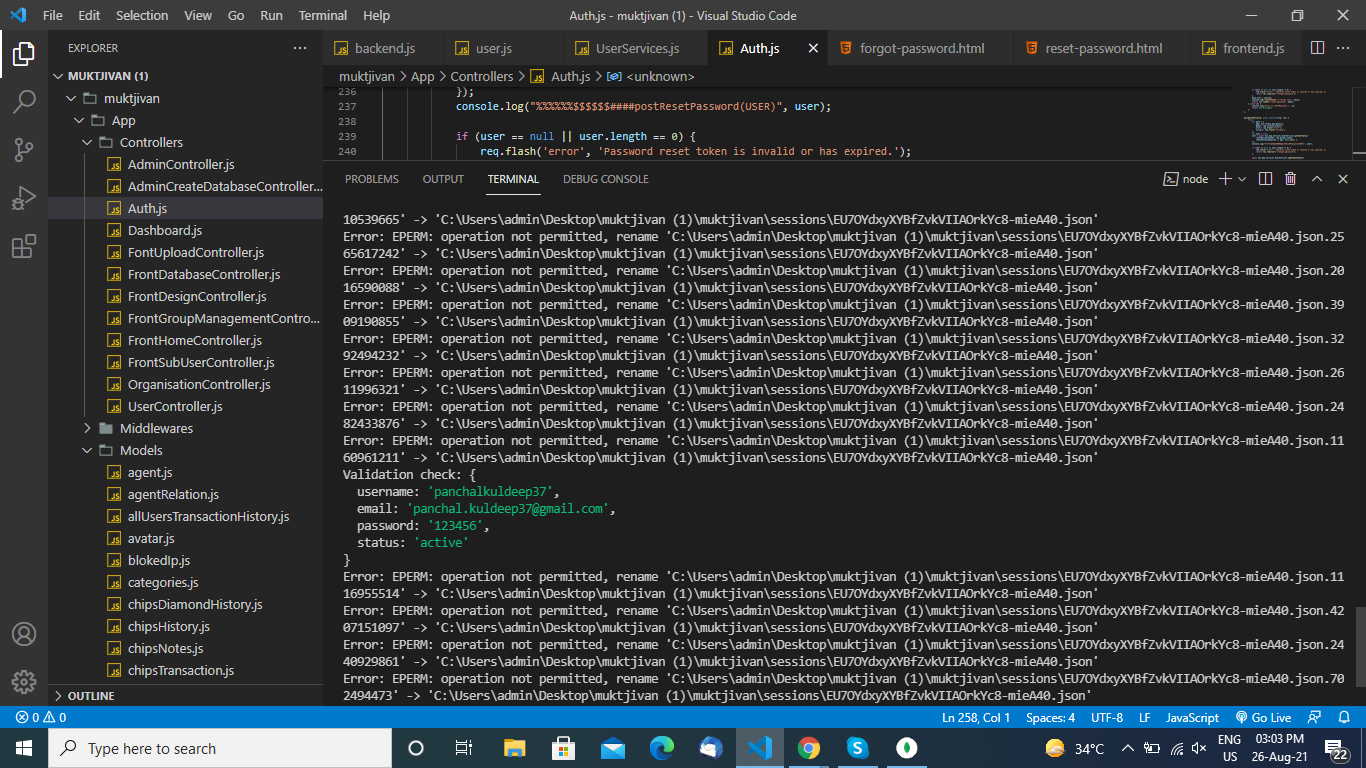 File Edit Selection View Go Run Terminal Help
Auth.js - muktjivan (1) - Visual Studio Code
EXPLORER
MUKTJIVAN (1)
muktjivan
App
Controllers
AdminController.js
AdminCreateDatabaseController...
Auth.js
Dashboard.js
FontUploadController.js
FrontDatabaseController.js
FrontDesignController.js
FrontGroupManagementContro...
FrontHomeController.js
FrontSubUserController.js
OrganisationController.js
UserController.js
Middlewares
Models
agent.js
agentRelation.js
allUsersTransactionHistory.js
avatar.js
blokedIp.js
categories.js
chipsDiamondHistory.js
chipsHistory.js
chipsNotes.js
chipsTransaction.js
OUTLINE
backend.js user.js UserServices.js Auth.js forgot-password.html reset-password.html frontend.js
muktjivan > App > Controllers > Auth.js > <unknown>
236 });
237 console.log("%%%%%%$$$$$$####postResetPassword(USER)", user);
238
239 if (user == null || user.length == 0) {
240 req.flash('error', 'Password reset token is invalid or has expired.');
PROBLEMS OUTPUT TERMINAL DEBUG CONSOLE
node
10539665' -> 'C:\Users\admin\Desktop\muktjivan (1)\muktjivan\sessions\EU7OYdxyXYBfZvkVIIAOrkYc8-mieA40.json'
Error: EPERM: operation not permitted, rename 'C:\Users\admin\Desktop\muktjivan (1)\muktjivan\sessions\EU7OYdxyXYBfZvkVIIAOrkYc8-mieA40.json.25
65617242' -> 'C:\Users\admin\Desktop\muktjivan (1)\muktjivan\sessions\EU7OYdxyXYBfZvkVIIAOrkYc8-mieA40.json'
Error: EPERM: operation not permitted, rename 'C:\Users\admin\Desktop\muktjivan (1)\muktjivan\sessions\EU7OYdxyXYBfZvkVIIAOrkYc8-mieA40.json.20
16590088' -> 'C:\Users\admin\Desktop\muktjivan (1)\muktjivan\sessions\EU7OYdxyXYBfZvkVIIAOrkYc8-mieA40.json'
Error: EPERM: operation not permitted, rename 'C:\Users\admin\Desktop\muktjivan (1)\muktjivan\sessions\EU7OYdxyXYBfZvkVIIAOrkYc8-mieA40.json.39
09190855' -> 'C:\Users\admin\Desktop\muktjivan (1)\muktjivan\sessions\EU7OYdxyXYBfZvkVIIAOrkYc8-mieA40.json'
Error: EPERM: operation not permitted, rename 'C:\Users\admin\Desktop\muktjivan (1)\muktjivan\sessions\EU7OYdxyXYBfZvkVIIAOrkYc8-mieA40.json.32
92494232' -> 'C:\Users\admin\Desktop\muktjivan (1)\muktjivan\sessions\EU7OYdxyXYBfZvkVIIAOrkYc8-mieA40.json'
Error: EPERM: operation not permitted, rename 'C:\Users\admin\Desktop\muktjivan (1)\muktjivan\sessions\EU7OYdxyXYBfZvkVIIAOrkYc8-mieA40.json.26
11996321' -> 'C:\Users\admin\Desktop\muktjivan (1)\muktjivan\sessions\EU7OYdxyXYBfZvkVIIAOrkYc8-mieA40.json'
Error: EPERM: operation not permitted, rename 'C:\Users\admin\Desktop\muktjivan (1)\muktjivan\sessions\EU7OYdxyXYBfZvkVIIAOrkYc8-mieA40.json.24
82433876' -> 'C:\Users\admin\Desktop\muktjivan (1)\muktjivan\sessions\EU7OYdxyXYBfZvkVIIAOrkYc8-mieA40.json'
Error: EPERM: operation not permitted, rename 'C:\Users\admin\Desktop\muktjivan (1)\muktjivan\sessions\EU7OYdxyXYBfZvkVIIAOrkYc8-mieA40.json.11
60961211' -> 'C:\Users\admin\Desktop\muktjivan (1)\muktjivan\sessions\EU7OYdxyXYBfZvkVIIAOrkYc8-mieA40.json'
Validation check: {
username: 'panchalkuldeep37',
email: 'panchal.kuldeep37@gmail.com',
password: '123456',
status: 'active'
}
Error: EPERM: operation not permitted, rename 'C:\Users\admin\Desktop\muktjivan (1)\muktjivan\sessions\EU7OYdxyXYBfZvkVIIAOrkYc8-mieA40.json.11
16955514' -> 'C:\Users\admin\Desktop\muktjivan (1)\muktjivan\sessions\EU7OYdxyXYBfZvkVIIAOrkYc8-mieA40.json'
Error: EPERM: operation not permitted, rename 'C:\Users\admin\Desktop\muktjivan (1)\muktjivan\sessions\EU7OYdxyXYBfZvkVIIAOrkYc8-mieA40.json.42
07151097' -> 'C:\Users\admin\Desktop\muktjivan (1)\muktjivan\sessions\EU7OYdxyXYBfZvkVIIAOrkYc8-mieA40.json'
Error: EPERM: operation not permitted, rename 'C:\Users\admin\Desktop\muktjivan (1)\muktjivan\sessions\EU7OYdxyXYBfZvkVIIAOrkYc8-mieA40.json.24
40929861' -> 'C:\Users\admin\Desktop\muktjivan (1)\muktjivan\sessions\EU7OYdxyXYBfZvkVIIAOrkYc8-mieA40.json'
Error: EPERM: operation not permitted, rename 'C:\Users\admin\Desktop\muktjivan (1)\muktjivan\sessions\EU7OYdxyXYBfZvkVIIAOrkYc8-mieA40.json.70
2494473' -> 'C:\Users\admin\Desktop\muktjivan (1)\muktjivan\sessions\EU7OYdxyXYBfZvkVIIAOrkYc8-mieA40.json'
0 0
Ln 258, Col 1 Spaces: 4 UTF-8 LF JavaScript Go Live
Type here to search
34°C
ENG
US
03:03 PM
26-Aug-21
22